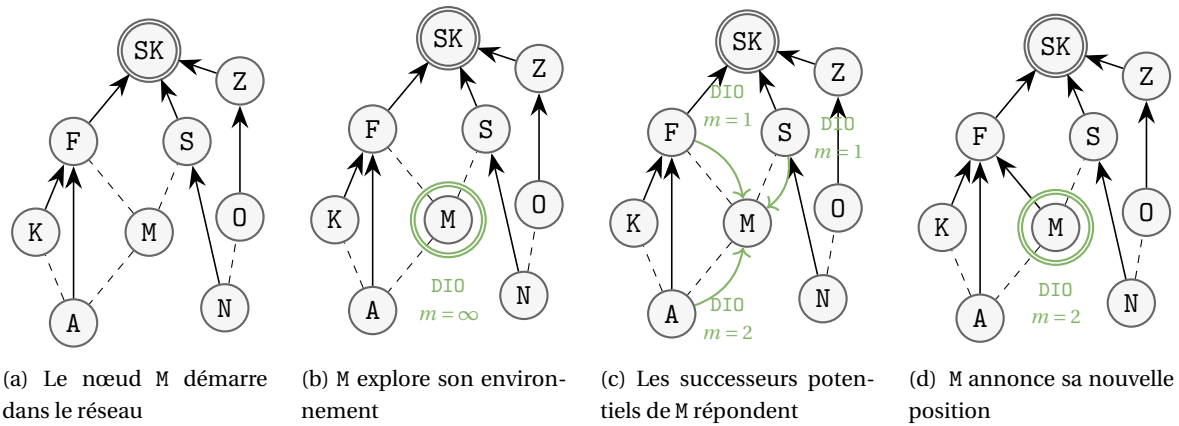 SK
Z
F
S
K
M
O
A
N
SK
Z
F
S
K
M
O
A
N
DIO
m = ∞
SK
Z
DIO
m = 1
F
S
DIO
m = 1
K
M
O
A
N
DIO
m = 2
SK
Z
F
S
K
M
O
A
N
DIO
m = 2
(a) Le nœud M démarre
dans le réseau
(b) M explore son environ-
nement
(c) Les successeurs poten-
tiels de M répondent
(d) M annonce sa nouvelle
position